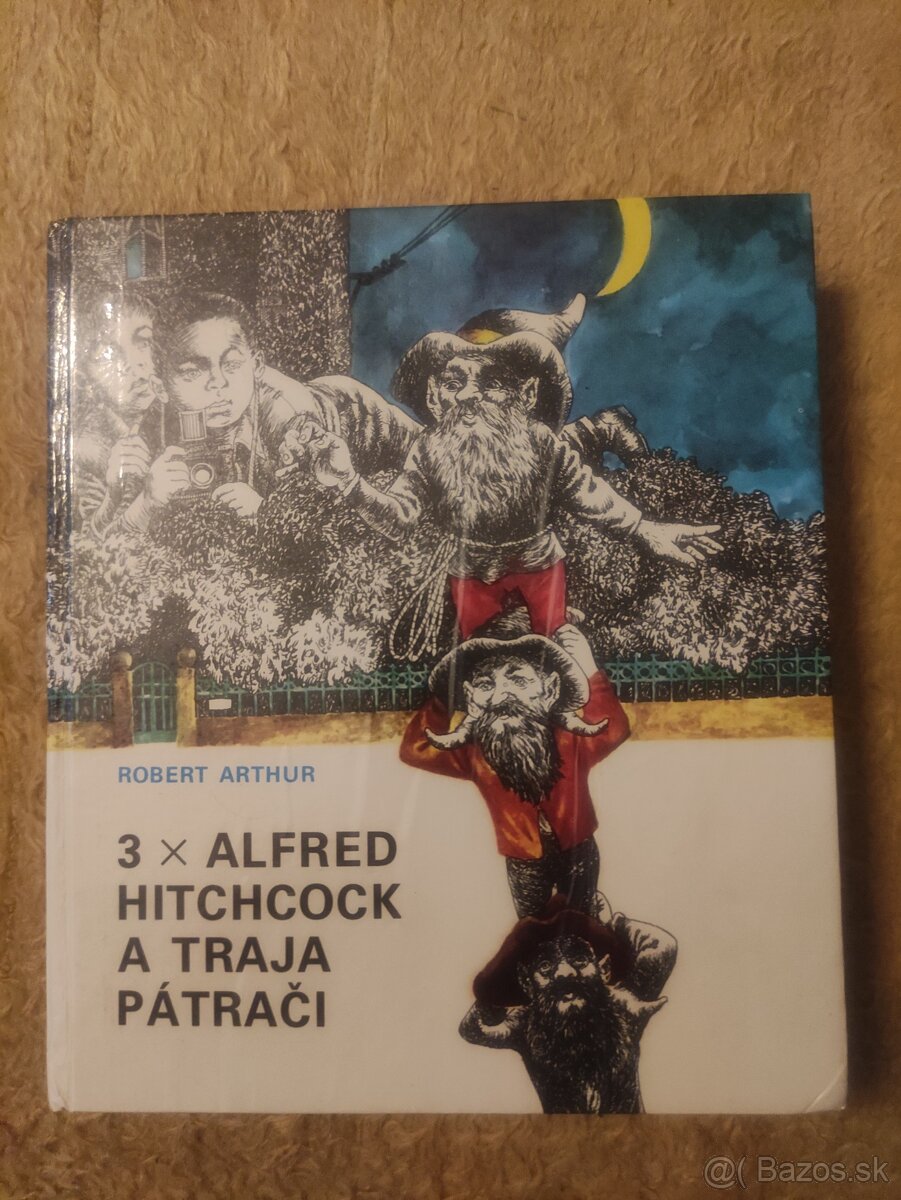 ROBERT ARTHUR
3 × ALFRED
HITCHCOCK
A TRAJA
PÁTRAČI
@( Bazos.sk